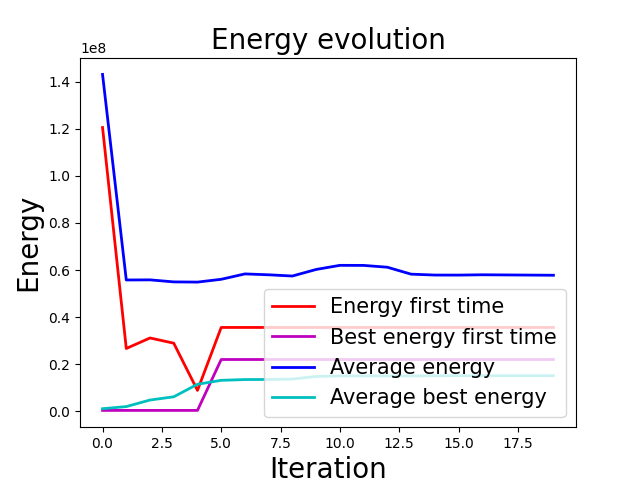 Energy evolution
1e8
1.4
1.2
1.0
0.8
0.6
0.4
0.2
0.0
Energy
Energy first time
Best energy first time
Average energy
Average best energy
0.0 2.5 5.0 7.5 10.0 12.5 15.0 17.5
Iteration